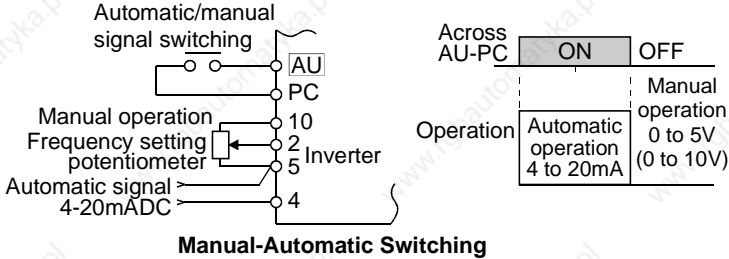 Automatic/manual
signal switching
AU
PC
Manual operation
10
Frequency setting
2
potentiometer
Inverter
5
Automatic signal
4-20mADC
4
Across
AU-PC
ON
OFF
Operation
Automatic
operation
4 to 20mA
Manual
operation
0 to 5V
(0 to 10V)
Manual-Automatic Switching